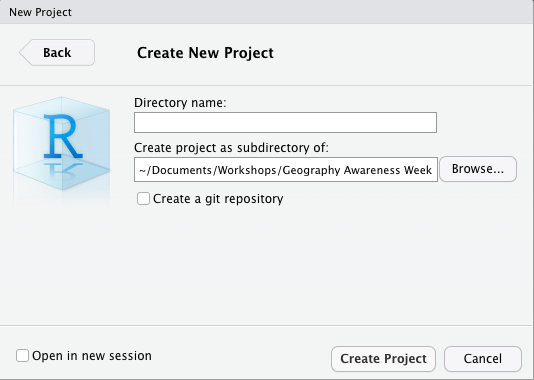 New Project
Back
Create New Project
R
Directory name:
Create project as subdirectory of:
~/Documents/Workshops/Geography Awareness Week
Browse...
Create a git repository
Open in new session
Create Project
Cancel